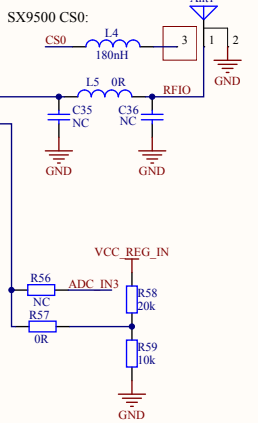 SX9500 CS0:
CS0
L4
180nH
3
1
2
GND
L5 0R
RFIO
C35
NC
C36
NC
GND
GND
VCC_REG_IN
R56
ADC_IN3
NC
R57
0R
R58
20k
R59
10k
GND